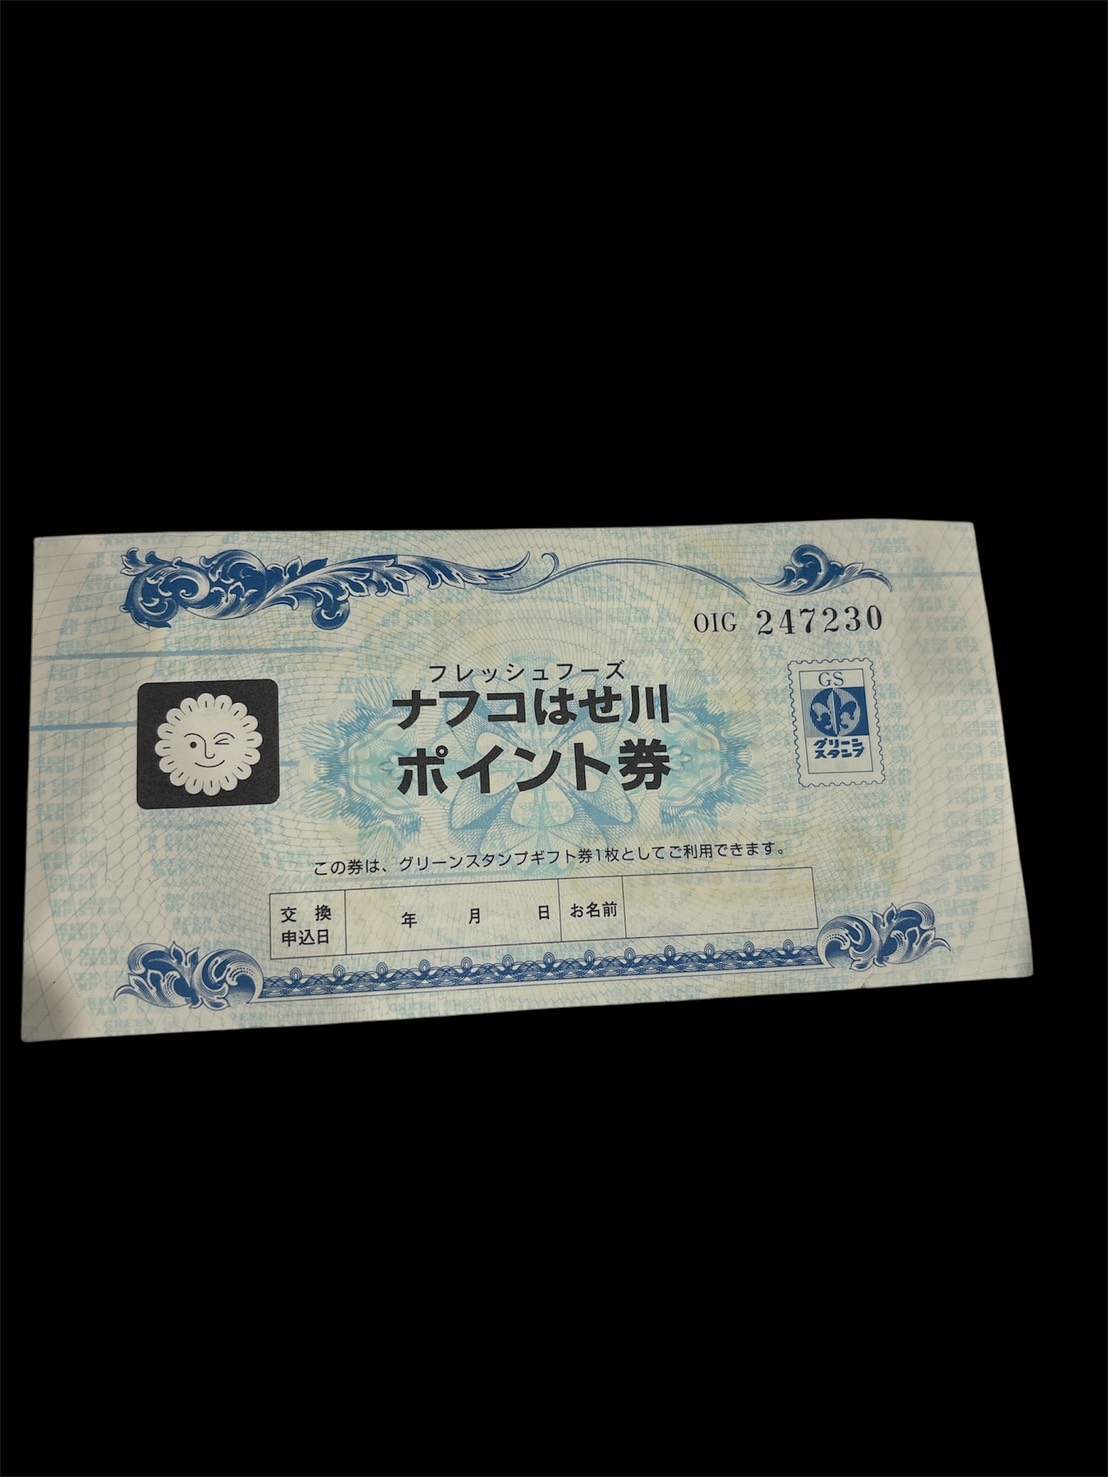 OIG 247230
フレッシュフーズ
ナフコはせ川
ポイント券
GS
グリーン
スタンプ
この券は、グリーンスタンプギフト券1枚としてご利用できます。
交換 年 月 日 お名前
申込日